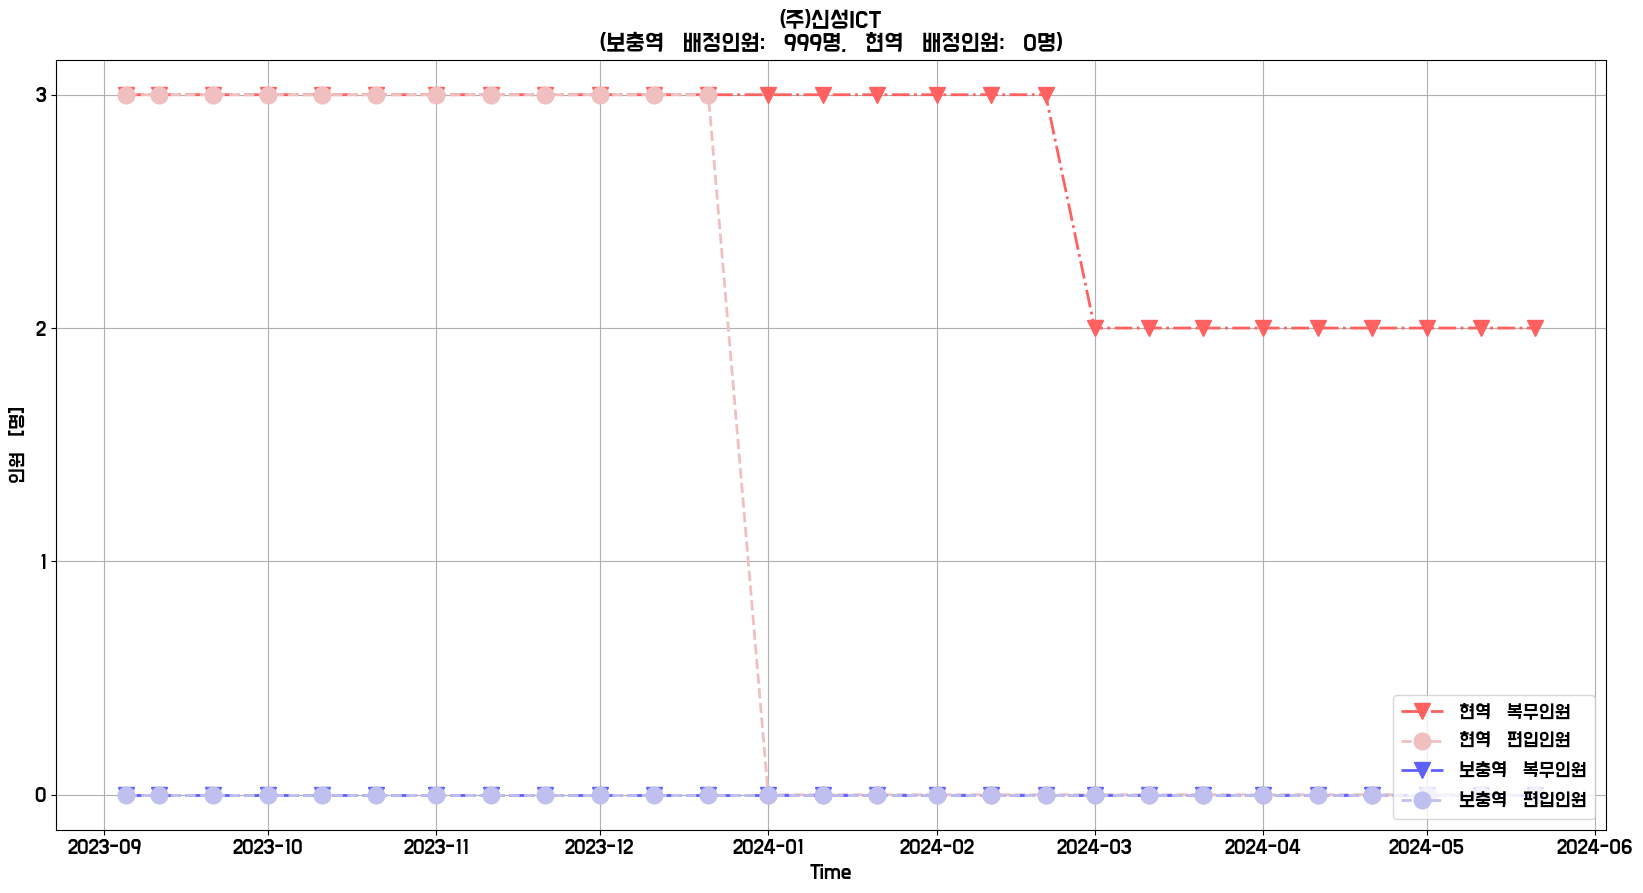 (주)신성ICT
(보충역 배정인원: 999명, 현역 배정인원: 0명)
3
2
1
0
인원 [명]
현역 복무인원
현역 편입인원
보충역 복무인원
보충역 편입인원
2023-09 2023-10 2023-11 2023-12 2024-01 2024-02 2024-03 2024-04 2024-05 2024-06
Time